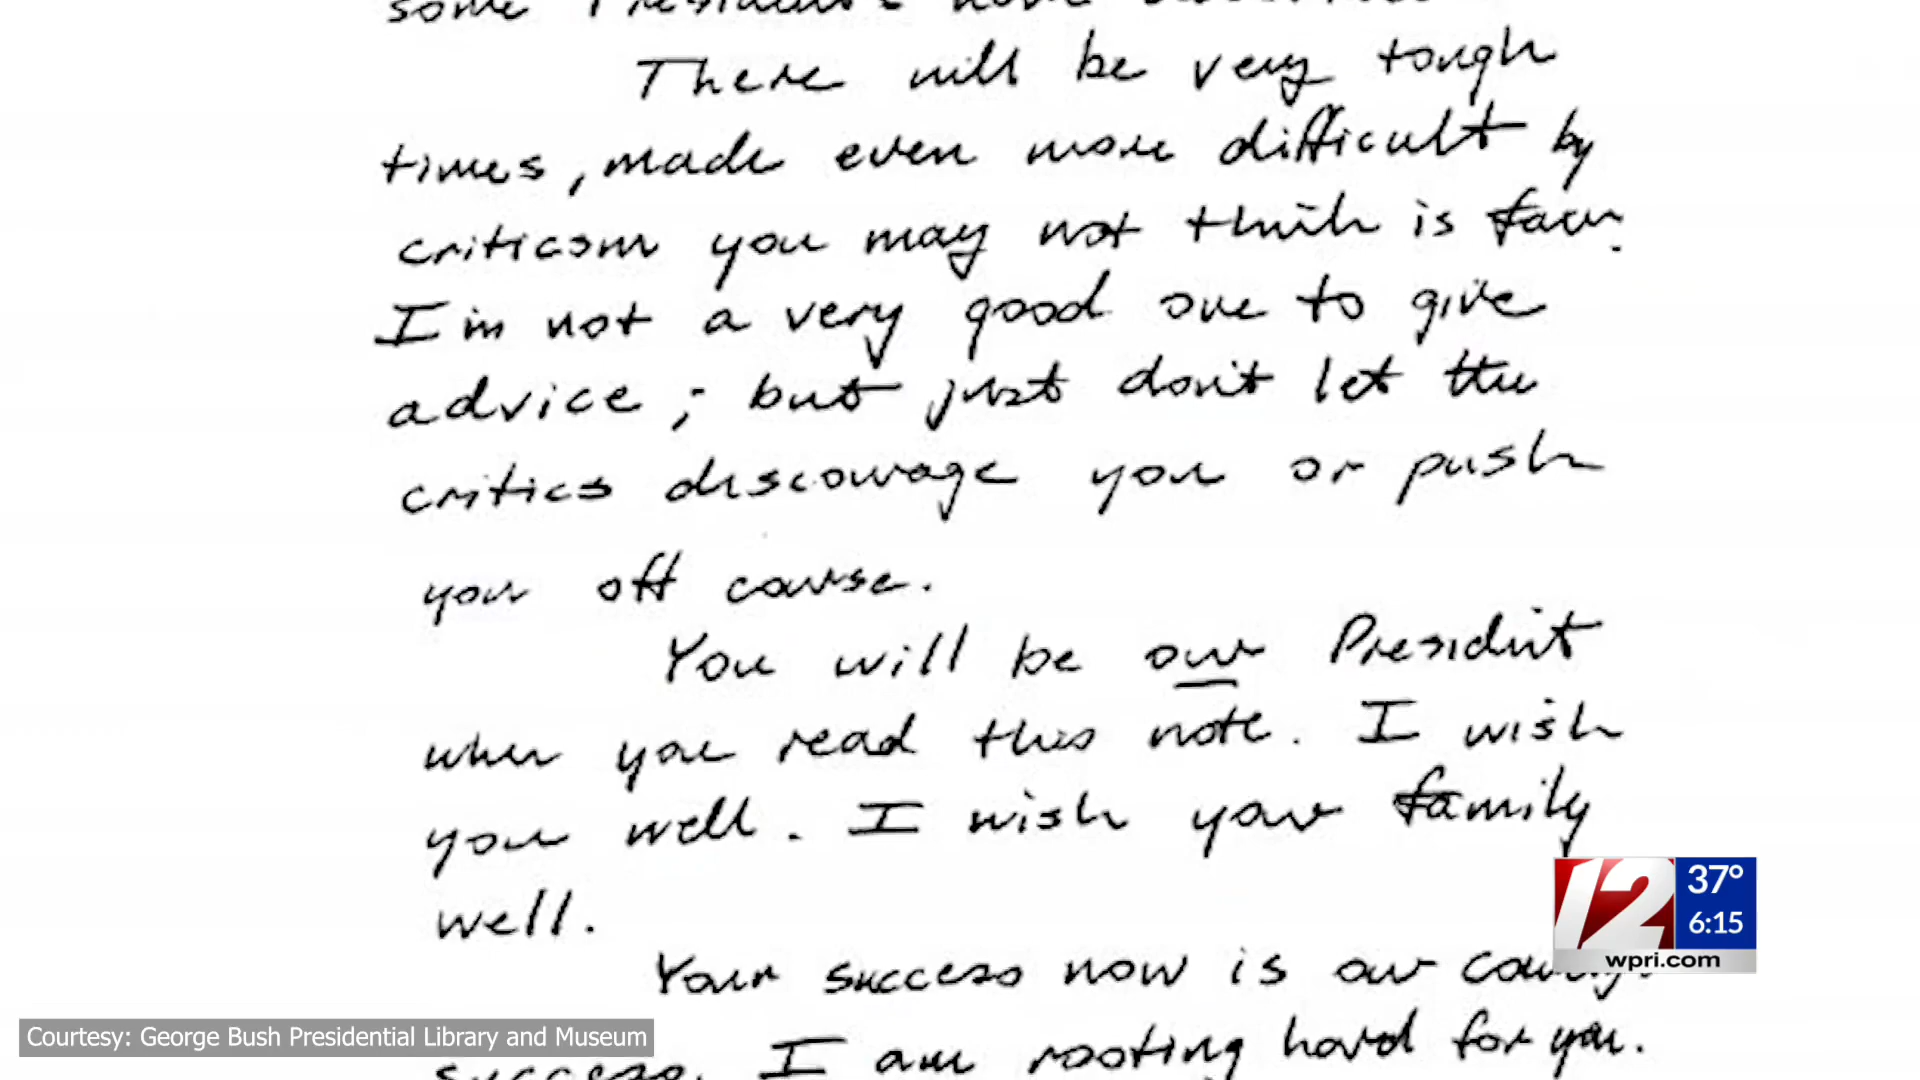 some Presidents have described
There will be very tough
times, made even more difficult by
criticism you may not think is fair.
I'm not a very good one to give
advice; but just don't let the
critics discourage you or push
you off course.
You will be our President
when you read this note. I wish
you well. I wish your family
well.
Your success now is our country's
success. I am rooting hard for you.
12
37°
6:15
wpri.com
Courtesy: George Bush Presidential Library and Museum